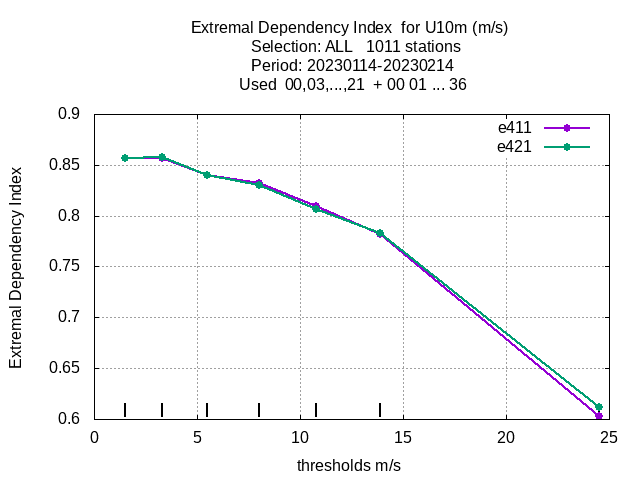 Extremal Dependency Index  for U10m (m/s)
Selection: ALL   1011 stations
Period: 20230114-20230214
Used  00,03,...,21  + 00 01 ... 36
e411
e421
Extremal Dependency Index
0.9
0.85
0.8
0.75
0.7
0.65
0.6
0 5 10 15 20 25
thresholds m/s